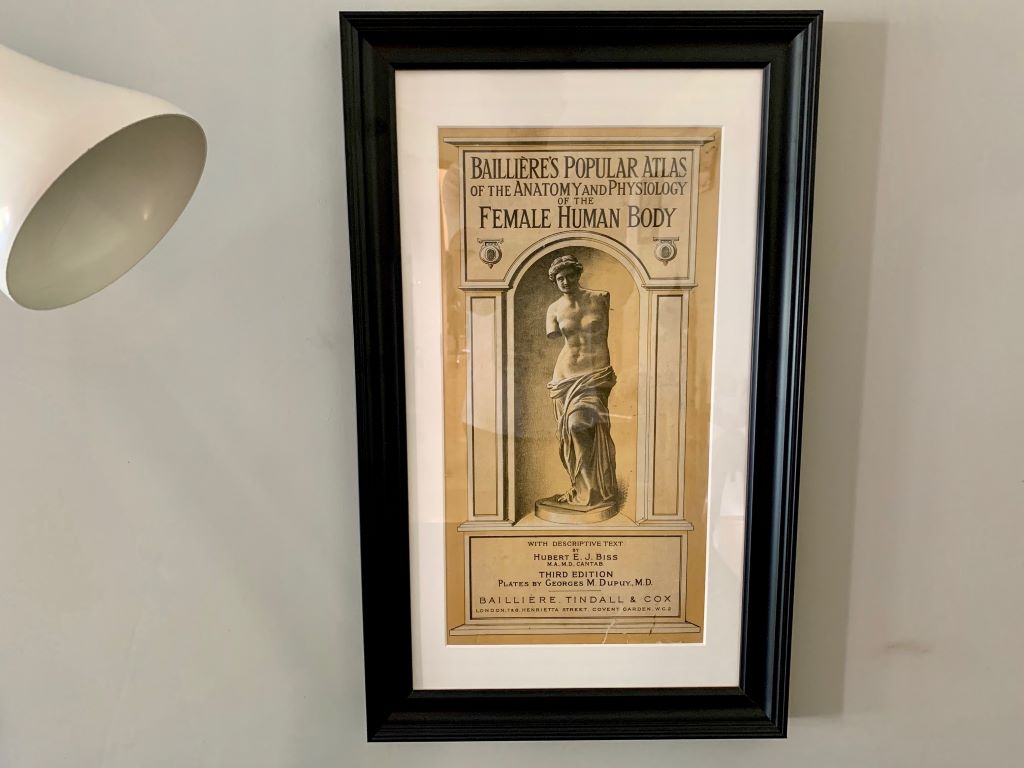 BAILLIÈRE'S POPULAR ATLAS
OF THE ANATOMY AND PHYSIOLOGY
OF THE
FEMALE HUMAN BODY
WITH DESCRIPTIVE TEXT
BY
HUBERT E. J. BISS
M.A., M.D., CANTAB.
THIRD EDITION
PLATES BY GEORGES M. DUPUY, M.D.
BAILLIÈRE, TINDALL & COX
LONDON: 7 & 8, HENRIETTA STREET, COVENT GARDEN, W.C.2